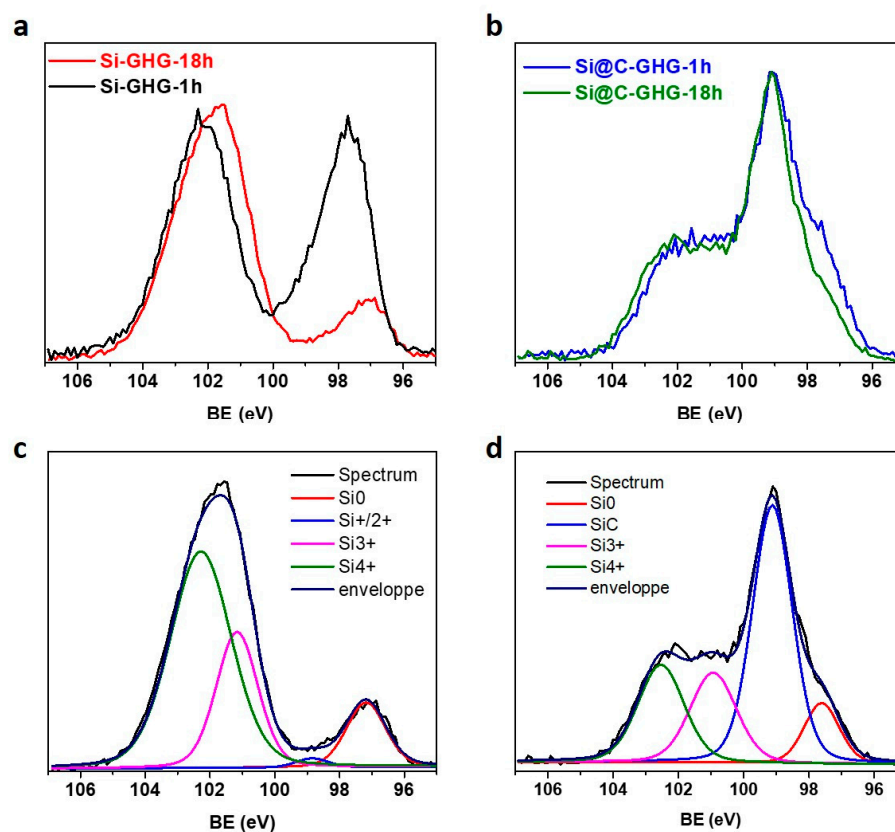 a
Si-GHG-18h
Si-GHG-1h
106 104 102 100 98 96
BE (eV)
b
Si@C-GHG-1h
Si@C-GHG-18h
106 104 102 100 98 96
BE (eV)
c
Spectrum
Si0
Si+/2+
Si3+
Si4+
enveloppe
106 104 102 100 98 96
BE (eV)
d
Spectrum
Si0
SiC
Si3+
Si4+
enveloppe
106 104 102 100 98 96
BE (eV)